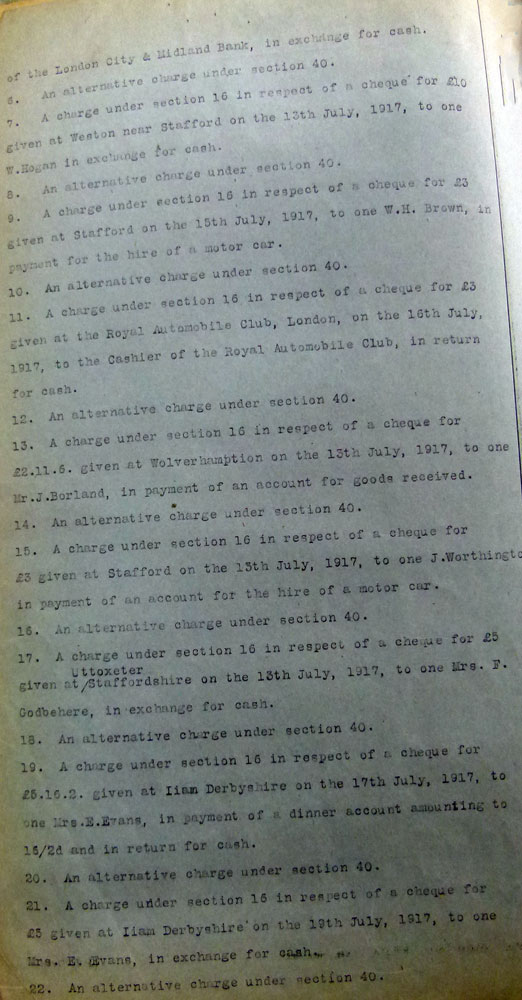 of the London City & Midland Bank, in exchange for cash.
6. An alternative charge under section 40.
7. A charge under section 16 in respect of a cheque for £10
given at Weston near Stafford on the 13th July, 1917, to one
W.Hogan in exchange for cash.
8. An alternative charge under section 40.
9. A charge under section 16 in respect of a cheque for £3
given at Stafford on the 15th July, 1917, to one W.H. Brown, in
payment for the hire of a motor car.
10. An alternative charge under section 40.
11. A charge under section 16 in respect of a cheque for £3
given at the Royal Automobile Club, London, on the 16th July,
1917, to the Cashier of the Royal Automobile Club, in return
for cash.
12. An alternative charge under section 40.
13. A charge under section 16 in respect of a cheque for
£2.11.6. given at Wolverhamption on the 13th July, 1917, to one
Mr.J.Borland, in payment of an account for goods received.
14. An alternative charge under section 40.
15. A charge under section 16 in respect of a cheque for
£3 given at Stafford on the 13th July, 1917, to one J.Worthingto
in payment of an account for the hire of a motor car.
16. An alternative charge under section 40.
17. A charge under section 16 in respect of a cheque for £5
Uttoxeter
given at/Staffordshire on the 13th July, 1917, to one Mrs. F.
Godbehere, in exchange for cash.
18. An alternative charge under section 40.
19. A charge under section 16 in respect of a cheque for
£5.16.2. given at Iiam Derbyshire on the 17th July, 1917, to
one Mrs.E.Evans, in payment of a dinner account amounting to
16/2d and in return for cash.
20. An alternative charge under section 40.
21. A charge under section 16 in respect of a cheque for
£5 given at Iiam Derbyshire on the 19th July, 1917, to one
Mrs. E. Evans, in exchange for cash.
22. An alternative charge under section 40.